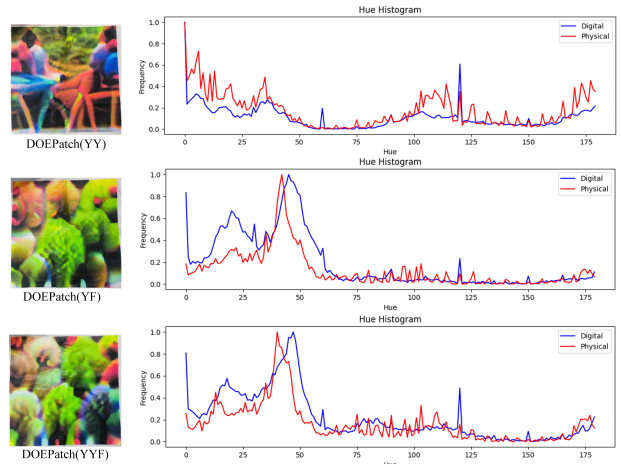 Hue Histogram
1.0
0.8
0.6
0.4
0.2
0.0
Frequency
Digital
Physical
0 25 50 75 100 125 150 175
Hue
DOEPatch(YY)
Hue Histogram
1.0
0.8
0.6
0.4
0.2
0.0
Frequency
Digital
Physical
0 25 50 75 100 125 150 175
Hue
DOEPatch(YF)
Hue Histogram
1.0
0.8
0.6
0.4
0.2
0.0
Frequency
Digital
Physical
0 25 50 75 100 125 150 175
Hue
DOEPatch(YYF)